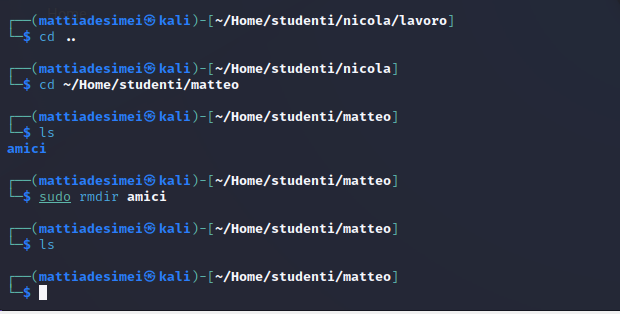 ┌──(mattiadesimei㉿kali)-[~/Home/studenti/nicola/lavoro]
└─$ cd ..
┌──(mattiadesimei㉿kali)-[~/Home/studenti/nicola]
└─$ cd ~/Home/studenti/matteo
┌──(mattiadesimei㉿kali)-[~/Home/studenti/matteo]
└─$ ls
amici
┌──(mattiadesimei㉿kali)-[~/Home/studenti/matteo]
└─$ sudo rmdir amici
┌──(mattiadesimei㉿kali)-[~/Home/studenti/matteo]
└─$ ls
┌──(mattiadesimei㉿kali)-[~/Home/studenti/matteo]
└─$